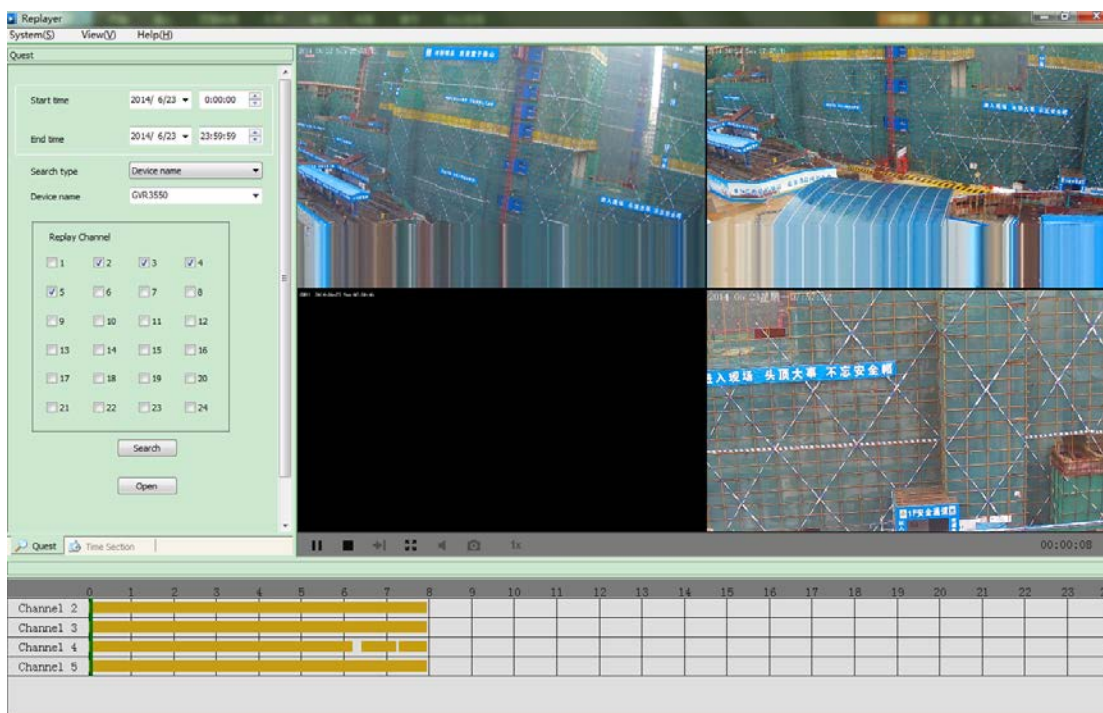 Replayer
System(S) View(V) Help(H)
Quest
Start time 2014/ 6/23 0:00:00
End time 2014/ 6/23 23:59:59
Search type Device name
Device name GVR3550
Replay Channel
1 2 3 4
5 6 7 8
9 10 11 12
13 14 15 16
17 18 19 20
21 22 23 24
Search
Open
Quest Time Section
进入现场 头顶大事 不忘安全帽
1x 00:00:08
0 1 2 3 4 5 6 7 8 9 10 11 12 13 14 15 16 17 18 19 20 21 22 23
Channel 2
Channel 3
Channel 4
Channel 5